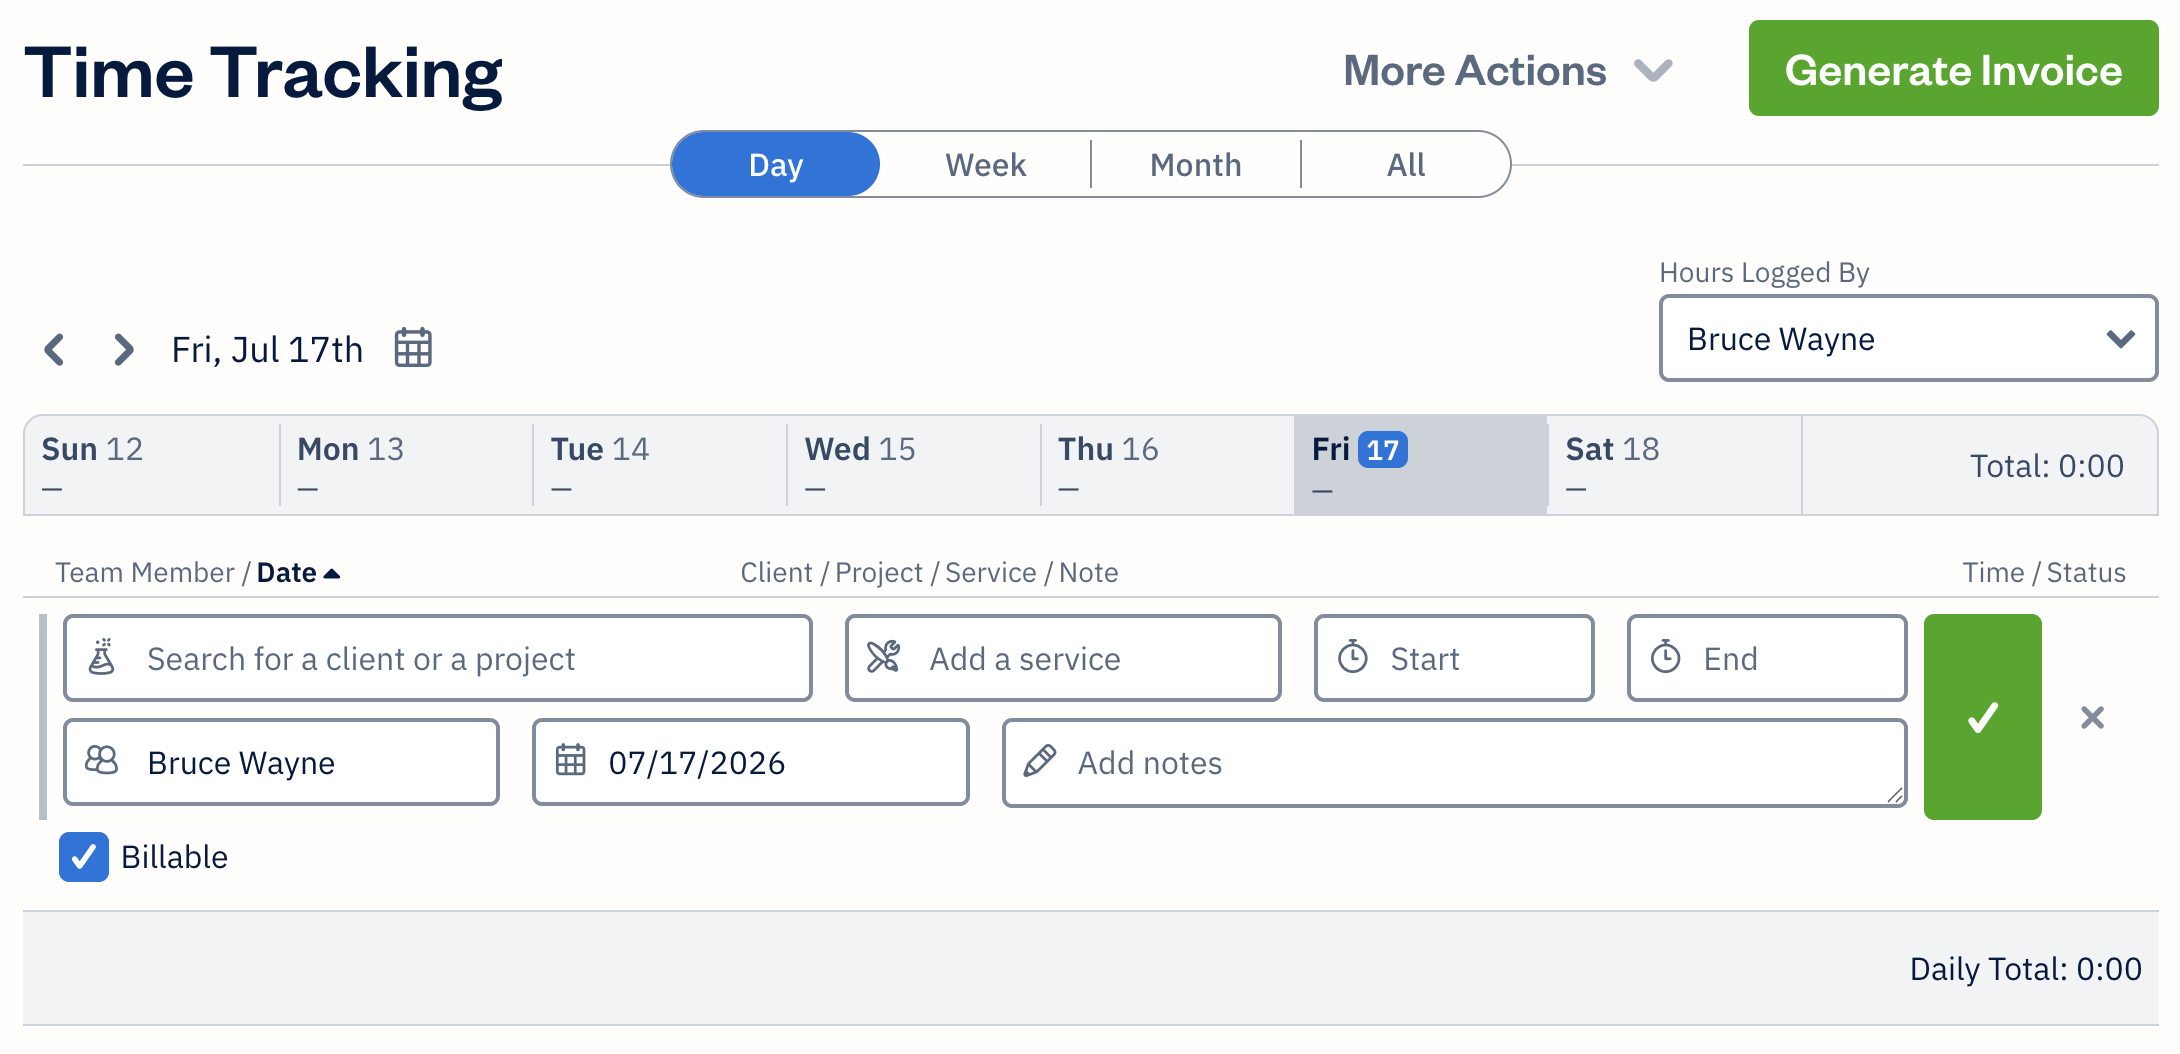 Time Tracking
More Actions
Generate Invoice
Day Week Month All
Hours Logged By
Bruce Wayne
Fri, Jul 17th
Sun 12 Mon 13 Tue 14 Wed 15 Thu 16 Fri 17 Sat 18 Total: 0:00
– – – – – – –
Team Member / Date Client / Project / Service / Note Time / Status
Search for a client or a project Add a service Start End
Bruce Wayne 07/17/2026 Add notes
Billable
Daily Total: 0:00